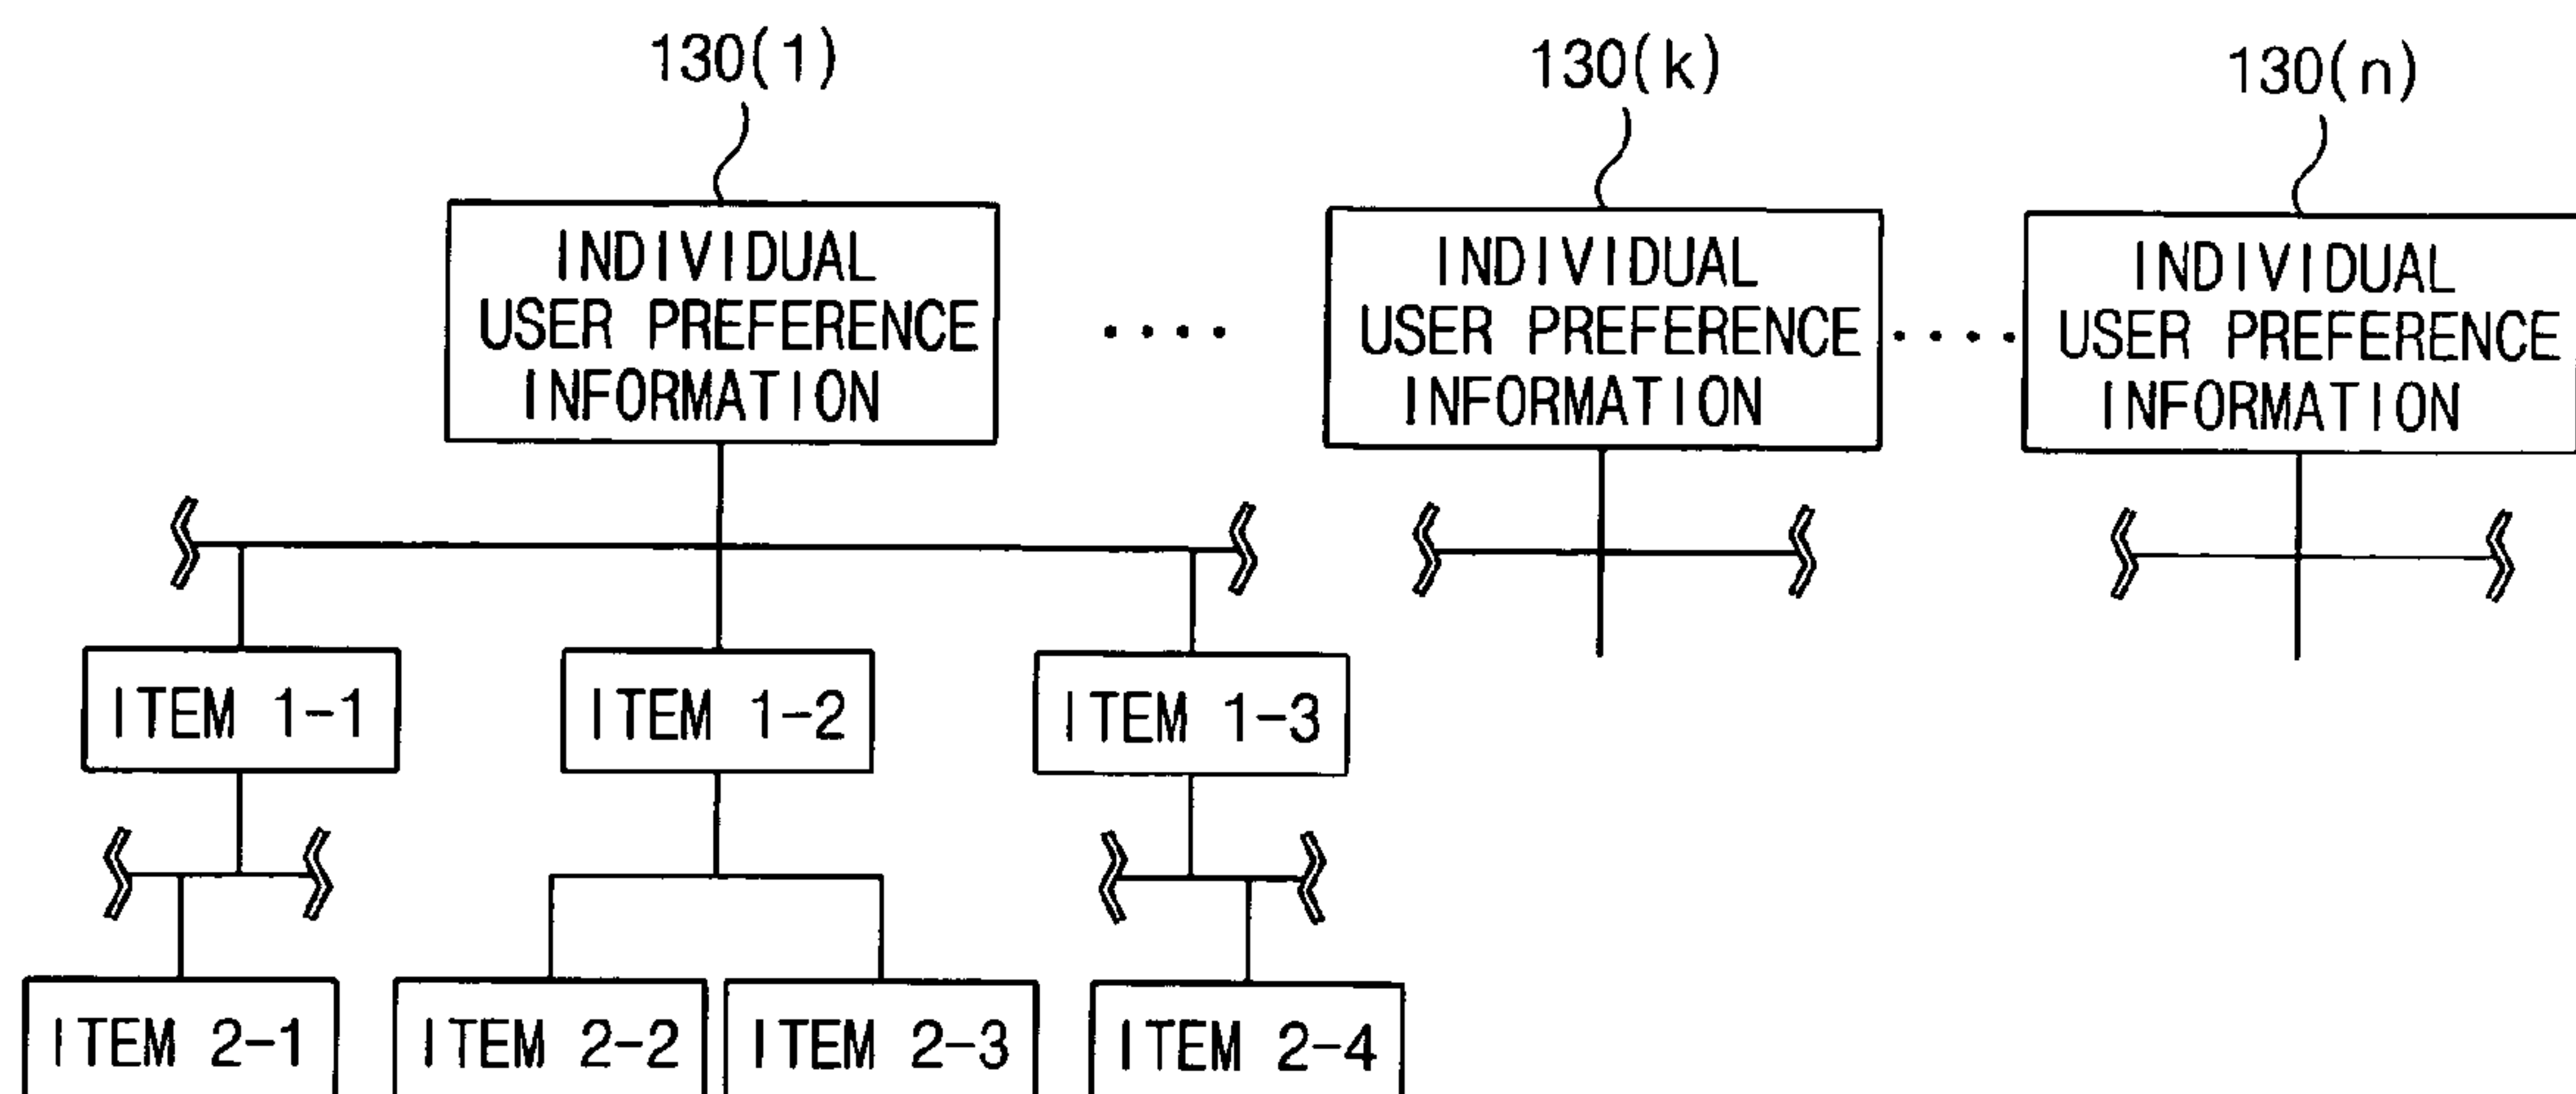 130(1)
130(k)
130(n)
INDIVIDUAL
USER PREFERENCE
INFORMATION
....
INDIVIDUAL
USER PREFERENCE
INFORMATION
....
INDIVIDUAL
USER PREFERENCE
INFORMATION
ITEM 1-1
ITEM 1-2
ITEM 1-3
ITEM 2-1
ITEM 2-2
ITEM 2-3
ITEM 2-4